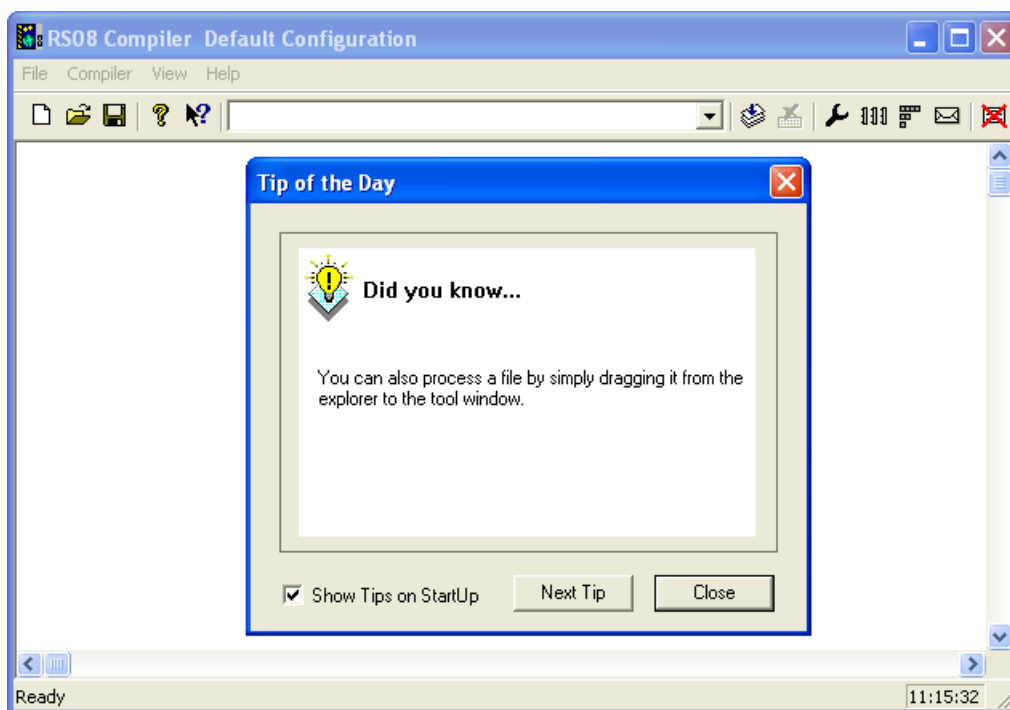 RS08 Compiler  Default Configuration
File Compiler View Help
Tip of the Day
Did you know...
You can also process a file by simply dragging it from the
explorer to the tool window.
Show Tips on StartUp
Next Tip
Close
Ready
11:15:32